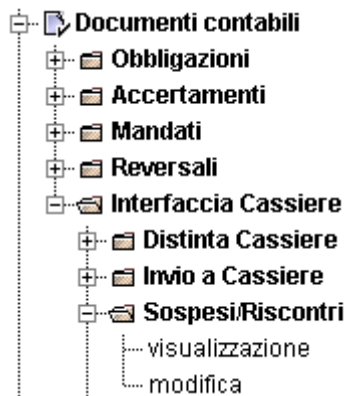 Documenti contabili
Obbligazioni
Accertamenti
Mandati
Reversali
Interfaccia Cassiere
Distinta Cassiere
Invio a Cassiere
Sospesi/Riscontri
visualizzazione
modifica